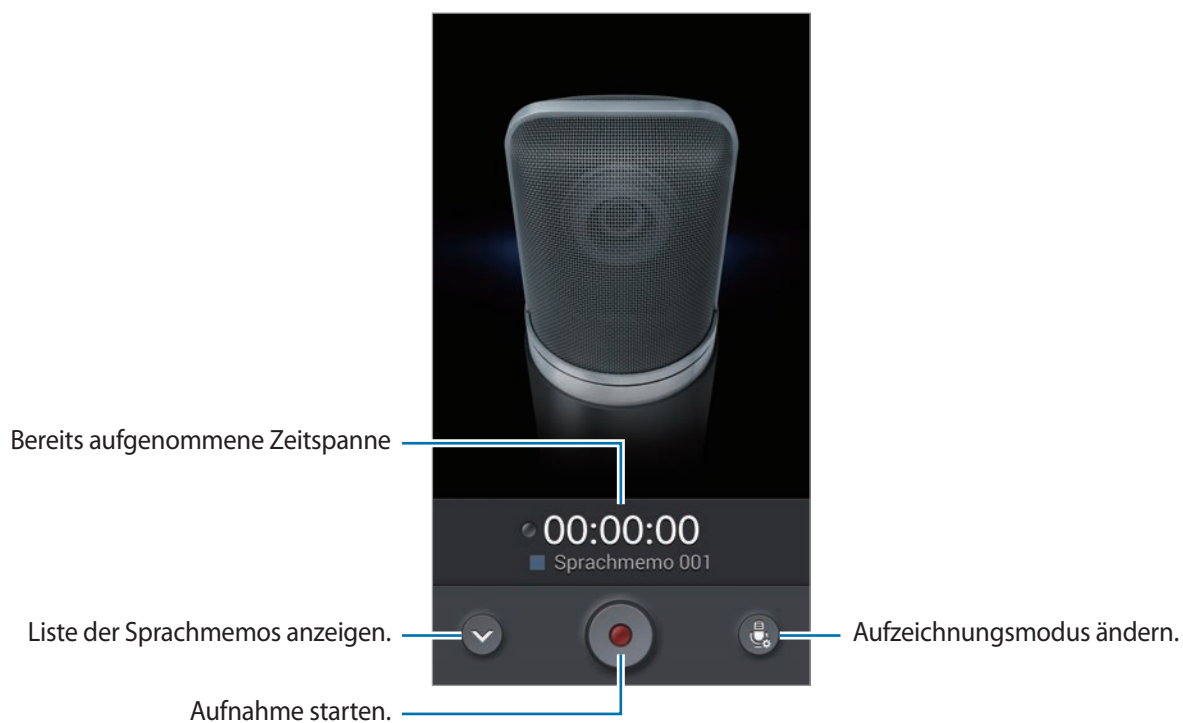 Bereits aufgenommene Zeitspanne
00:00:00
Sprachmemo 001
Liste der Sprachmemos anzeigen.
Aufzeichnungsmodus ändern.
Aufnahme starten.